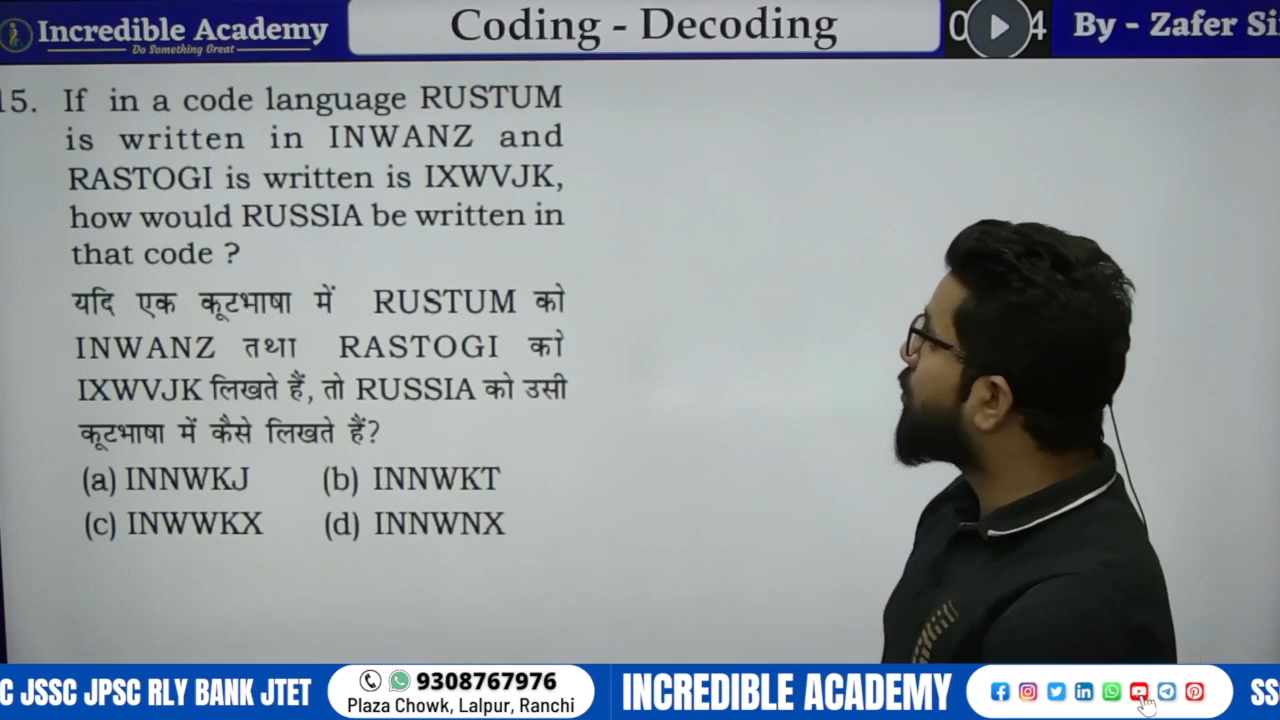 Incredible Academy
Do Something Great
Coding - Decoding
By - Zafer Si
15. If in a code language RUSTUM
is written in INWANZ and
RASTOGI is written is IXWVJK,
how would RUSSIA be written in
that code ?
यदि एक कूटभाषा में RUSTUM को
INWANZ तथा RASTOGI को
IXWVJK लिखते हैं, तो RUSSIA को उसी
कूटभाषा में कैसे लिखते हैं?
(a) INNWKJ (b) INNWKT
(c) INWWKX (d) INNWNX
C JSSC JPSC RLY BANK JTET
9308767976
Plaza Chowk, Lalpur, Ranchi
INCREDIBLE ACADEMY
SS